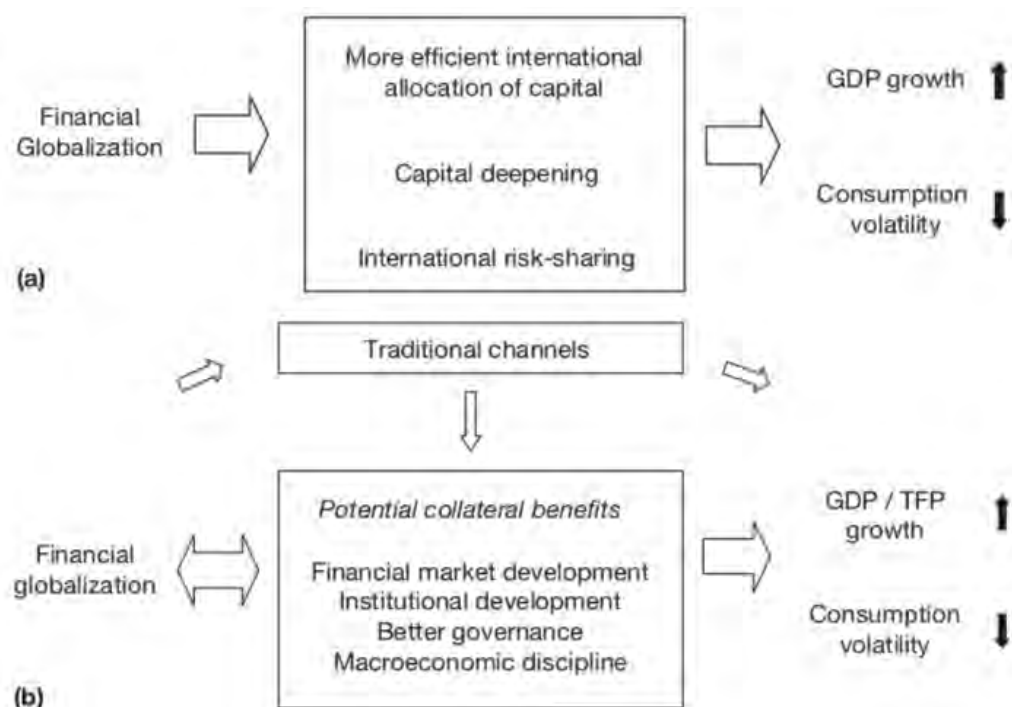 Financial
Globalization
More efficient international
allocation of capital
Capital deepening
International risk-sharing
GDP growth
Consumption
volatility
(a)
Traditional channels
Financial
globalization
Potential collateral benefits
Financial market development
Institutional development
Better governance
Macroeconomic discipline
GDP / TFP
growth
Consumption
volatility
(b)